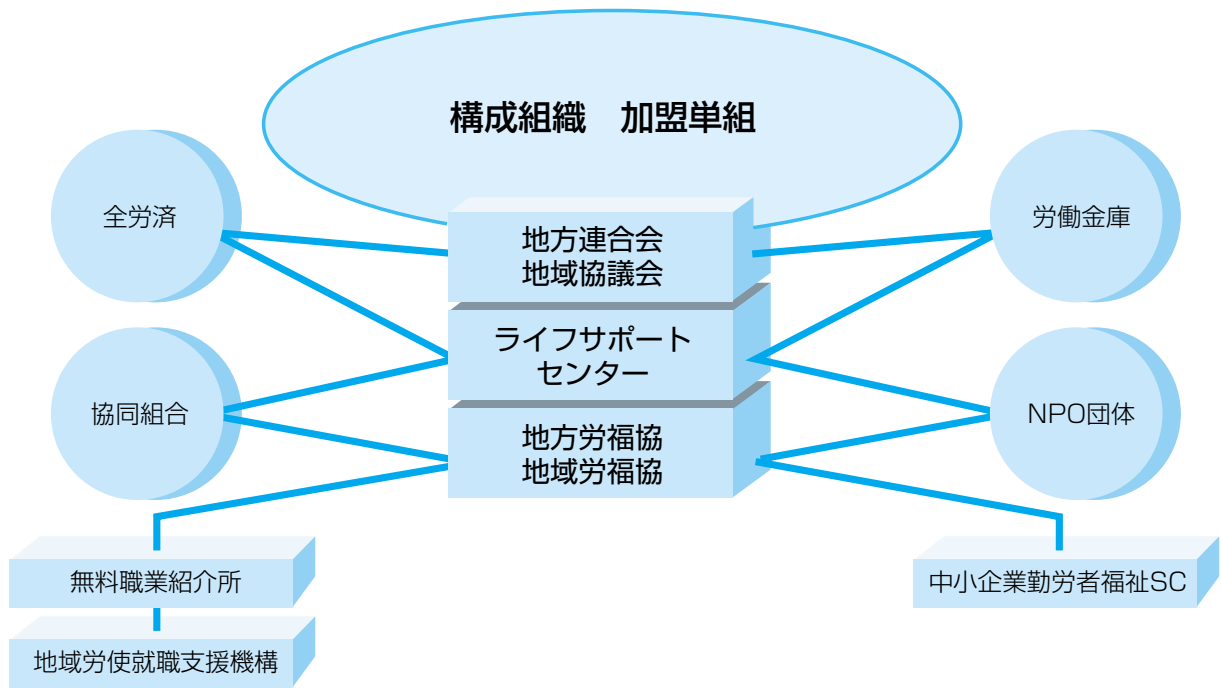 構成組織　加盟単組
全労済
労働金庫
地方連合会
地域協議会
ライフサポート
センター
協同組合
NPO団体
地方労福協
地域労福協
無料職業紹介所
中小企業勤労者福祉SC
地域労使就職支援機構